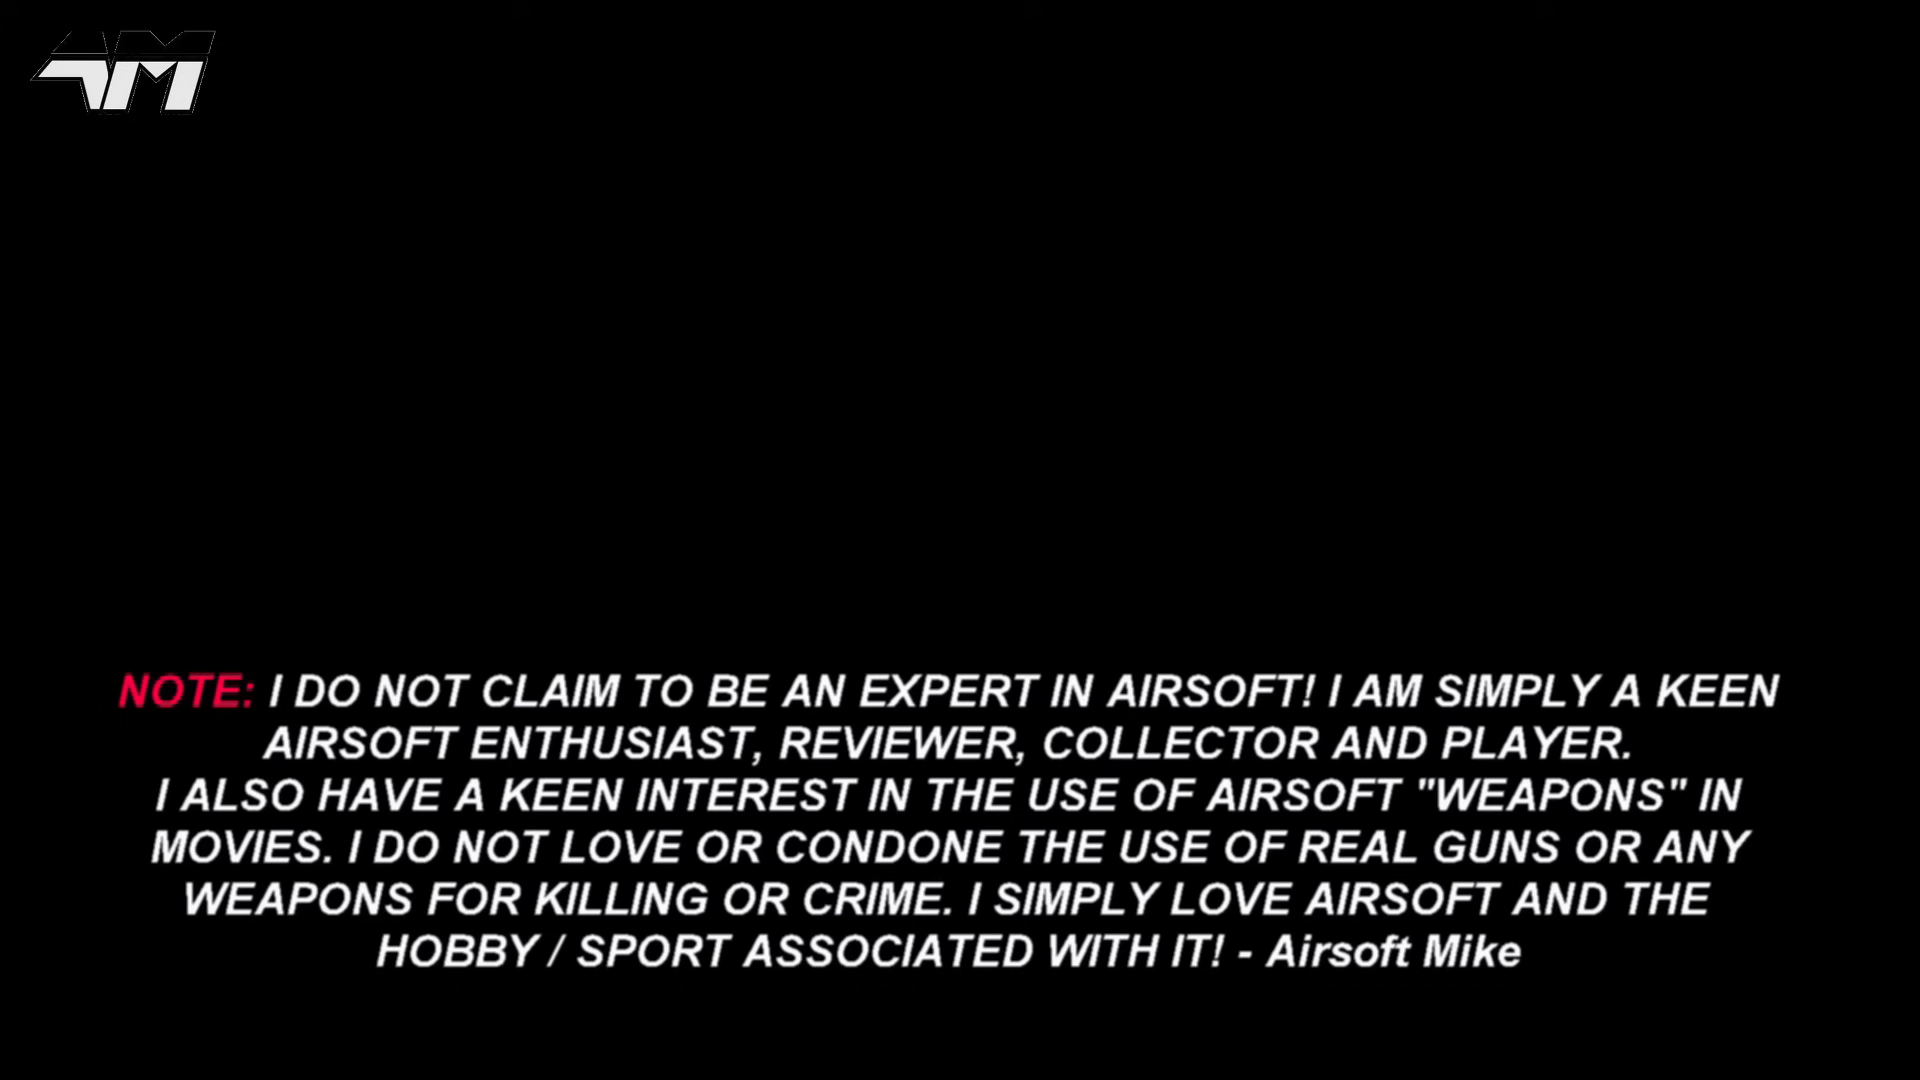 AM
NOTE: I DO NOT CLAIM TO BE AN EXPERT IN AIRSOFT! I AM SIMPLY A KEEN
AIRSOFT ENTHUSIAST, REVIEWER, COLLECTOR AND PLAYER.
I ALSO HAVE A KEEN INTEREST IN THE USE OF AIRSOFT "WEAPONS" IN
MOVIES. I DO NOT LOVE OR CONDONE THE USE OF REAL GUNS OR ANY
WEAPONS FOR KILLING OR CRIME. I SIMPLY LOVE AIRSOFT AND THE
HOBBY / SPORT ASSOCIATED WITH IT! - Airsoft Mike